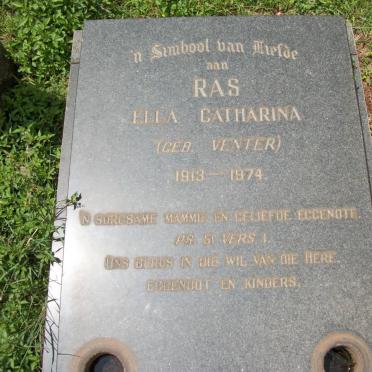 'n Simbool van Liefde
aan
RAS
ELLA CATHARINA
(GEB. VENTER)
1913—1974.
'N SORGSAME MAMMIE EN GELIEFDE EGGENOTE.
PS. 51 VERS 1.
ONS BERUS IN DIE WIL VAN DIE HERE.
EGGENOOT EN KINDERS.